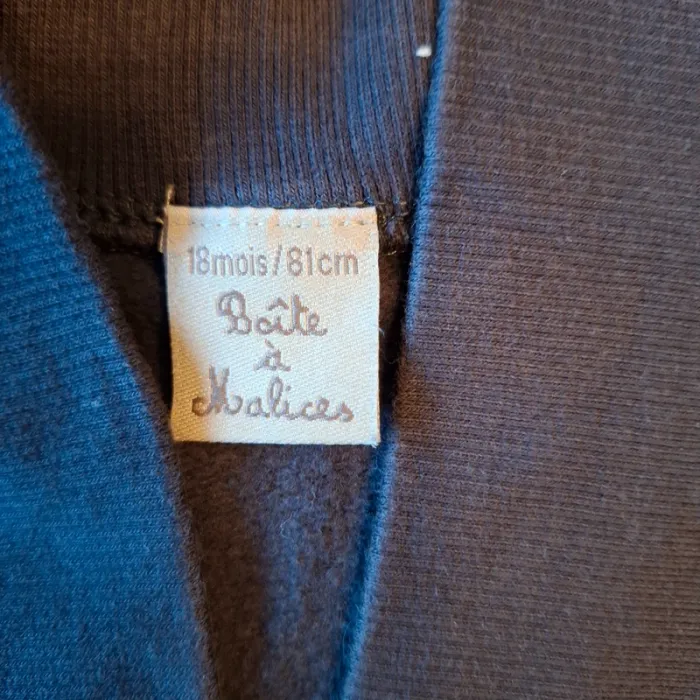 18mois/81cm
Boîte
à
Malices